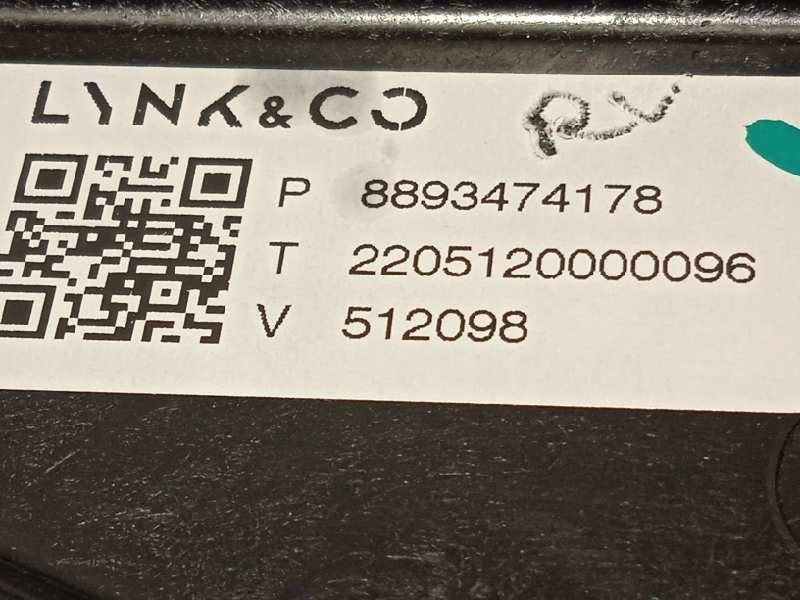 LYNK & CO
P 8893474178
T 2205120000096
V 512098